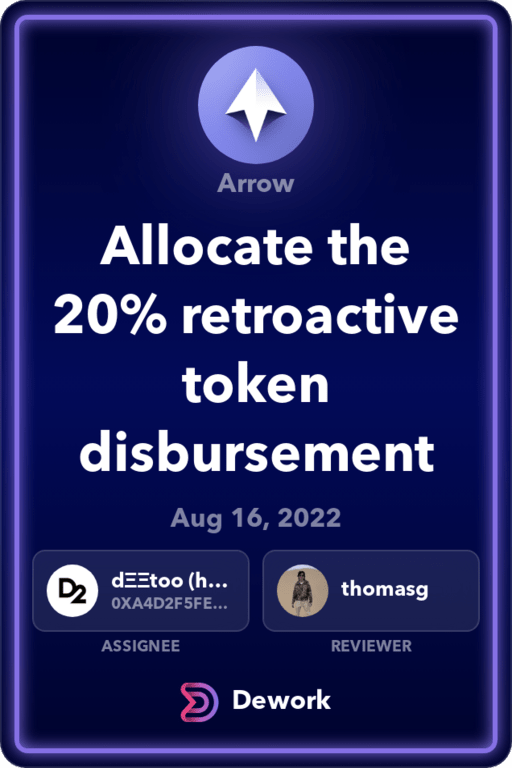 Arrow
Allocate the
20% retroactive
token
disbursement
Aug 16, 2022
D2
dΞΞtoo (h...
0XA4D2F5FE...
thomasg
ASSIGNEE
REVIEWER
Dework